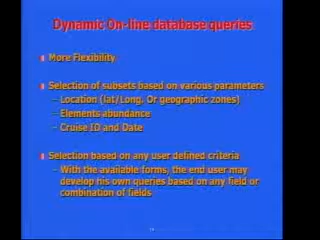 Dynamic On-line database queries
More Flexibility
Selection of subsets based on various parameters
– Location (lat/Long. Or geographic zones)
– Elements abundance
– Cruise ID and Date
Selection based on any user defined criteria
– With the available forms, the end user may
develop his own queries based on any field or
combination of fields